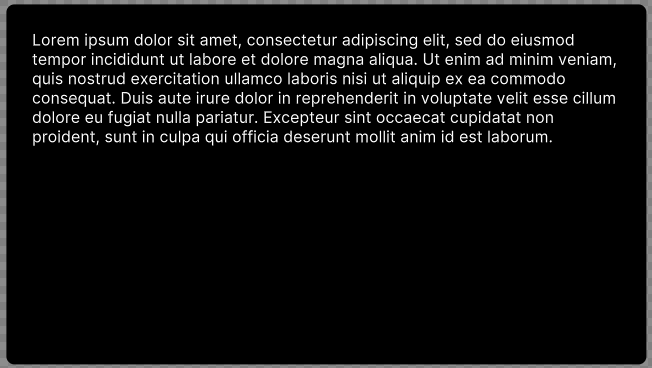 Lorem ipsum dolor sit amet, consectetur adipiscing elit, sed do eiusmod
tempor incididunt ut labore et dolore magna aliqua. Ut enim ad minim veniam,
quis nostrud exercitation ullamco laboris nisi ut aliquip ex ea commodo
consequat. Duis aute irure dolor in reprehenderit in voluptate velit esse cillum
dolore eu fugiat nulla pariatur. Excepteur sint occaecat cupidatat non
proident, sunt in culpa qui officia deserunt mollit anim id est laborum.